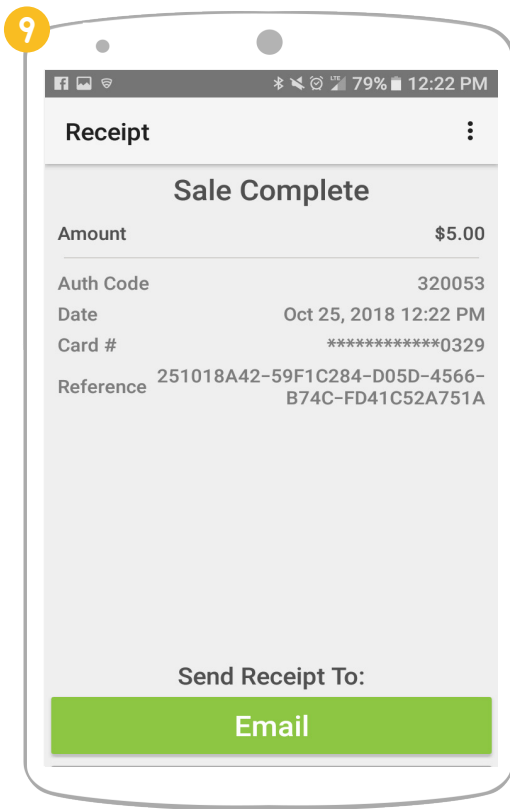 9
LTE 79% 12:22 PM
Receipt
Sale Complete
Amount $5.00
Auth Code 320053
Date Oct 25, 2018 12:22 PM
Card # ************0329
Reference 251018A42-59F1C284-D05D-4566-
B74C-FD41C52A751A
Send Receipt To:
Email